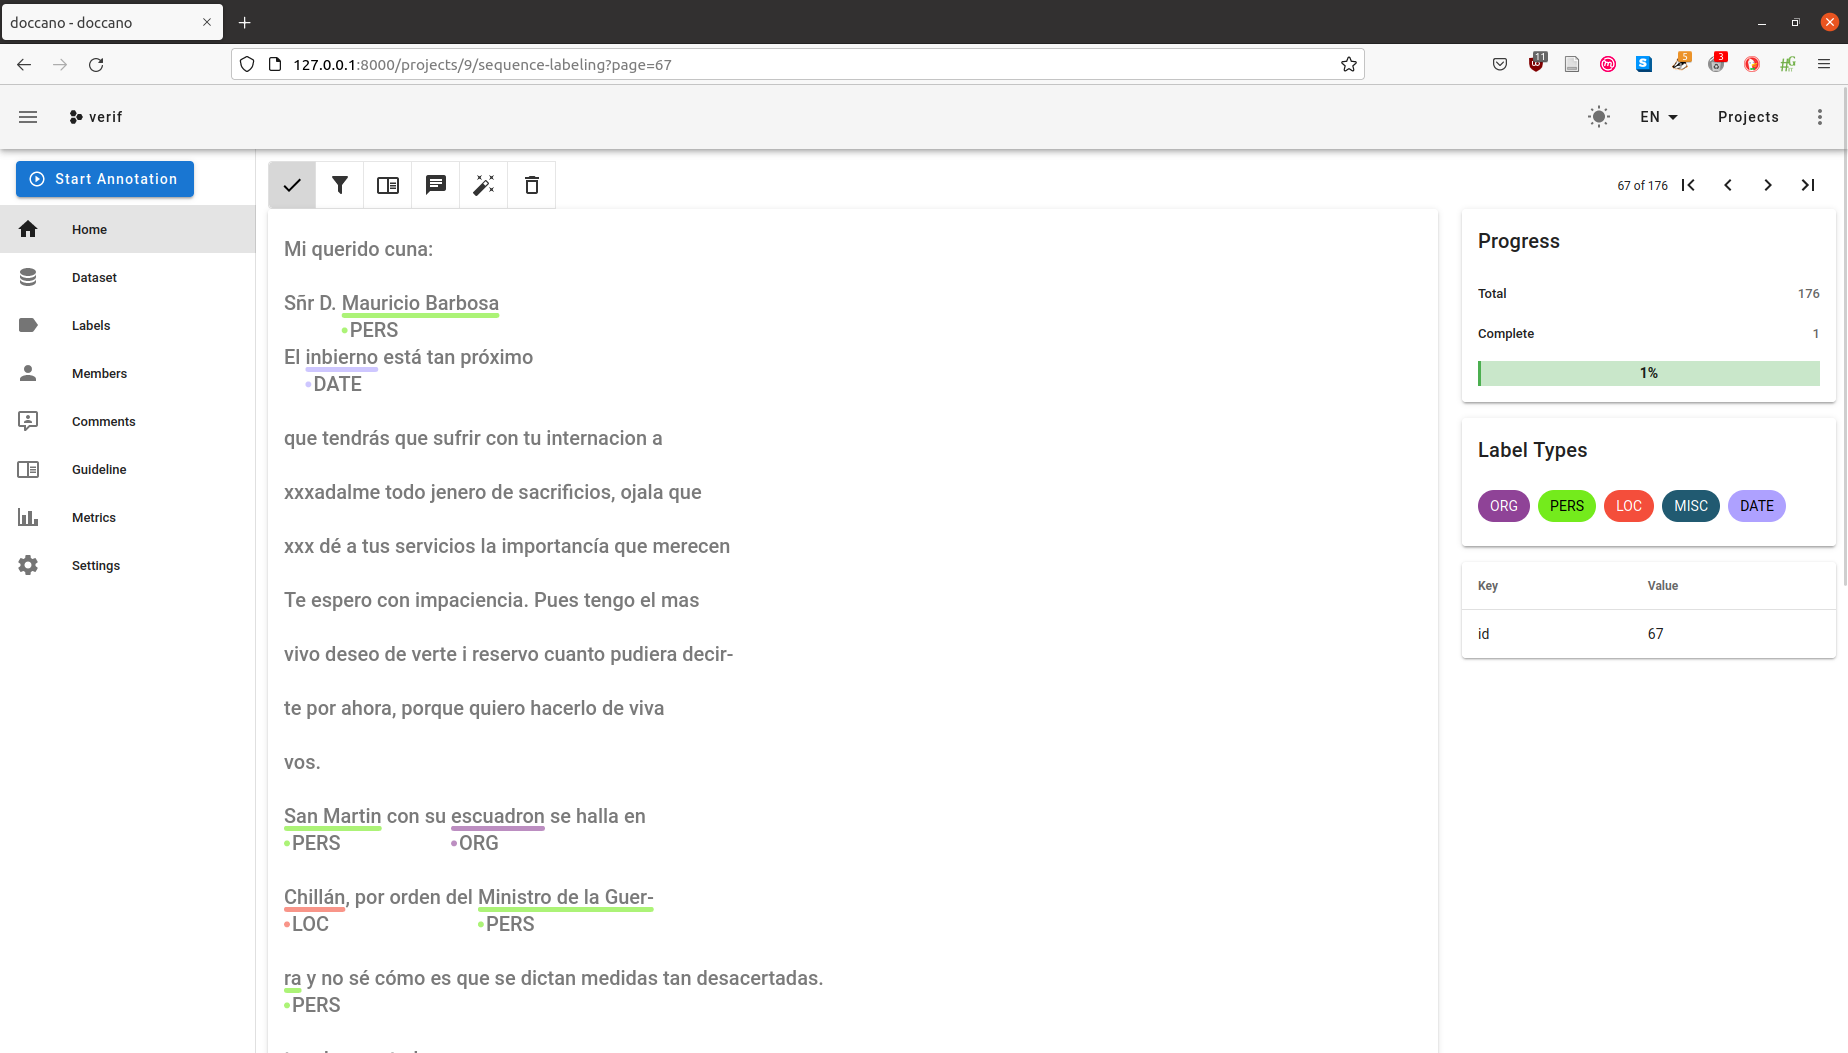 doccano - doccano
127.0.0.1:8000/projects/9/sequence-labeling?page=67
11
5
3
verif
EN
Projects
Start Annotation
Home
Dataset
Labels
Members
Comments
Guideline
Metrics
Settings
67 of 176
Mi querido cuna:
Sñr D. Mauricio Barbosa
PERS
El inbierno está tan próximo
DATE
que tendrás que sufrir con tu internacion a
xxxadalme todo jenero de sacrificios, ojala que
xxx dé a tus servicios la importancía que merecen
Te espero con impaciencia. Pues tengo el mas
vivo deseo de verte i reservo cuanto pudiera decir-
te por ahora, porque quiero hacerlo de viva
vos.
San Martin con su escuadron se halla en
PERS ORG
Chillán, por orden del Ministro de la Guer-
LOC PERS
ra y no sé cómo es que se dictan medidas tan desacertadas.
PERS
Progress
Total 176
Complete 1
1%
Label Types
ORG PERS LOC MISC DATE
Key Value
id 67